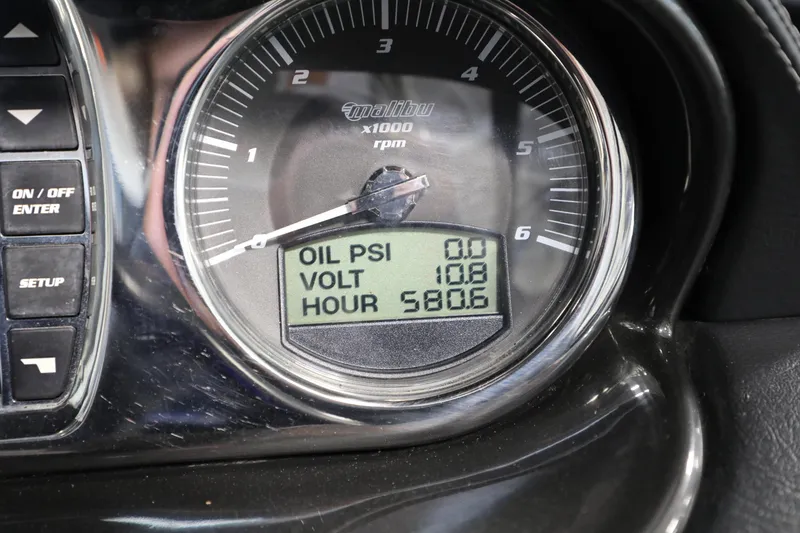 3
2
4
malibu
x1000
rpm
1
5
ON / OFF
ENTER
0
6
OIL PSI 0.0
VOLT 10.8
HOUR 580.6
SETUP